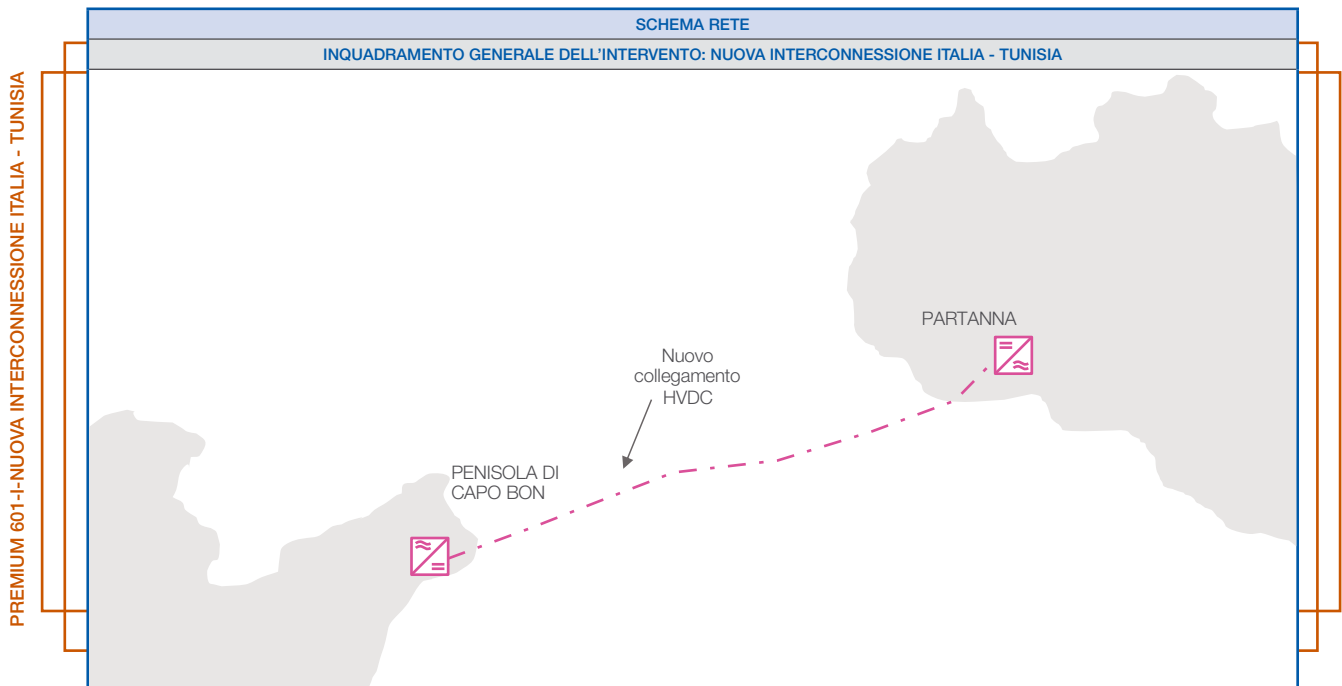 SCHEMA RETE
INQUADRAMENTO GENERALE DELL'INTERVENTO: NUOVA INTERCONNESSIONE ITALIA - TUNISIA
PREMIUM 601-I-NUOVA INTERCONNESSIONE ITALIA - TUNISIA
PARTANNA
Nuovo
collegamento
HVDC
PENISOLA DI
CAPO BON